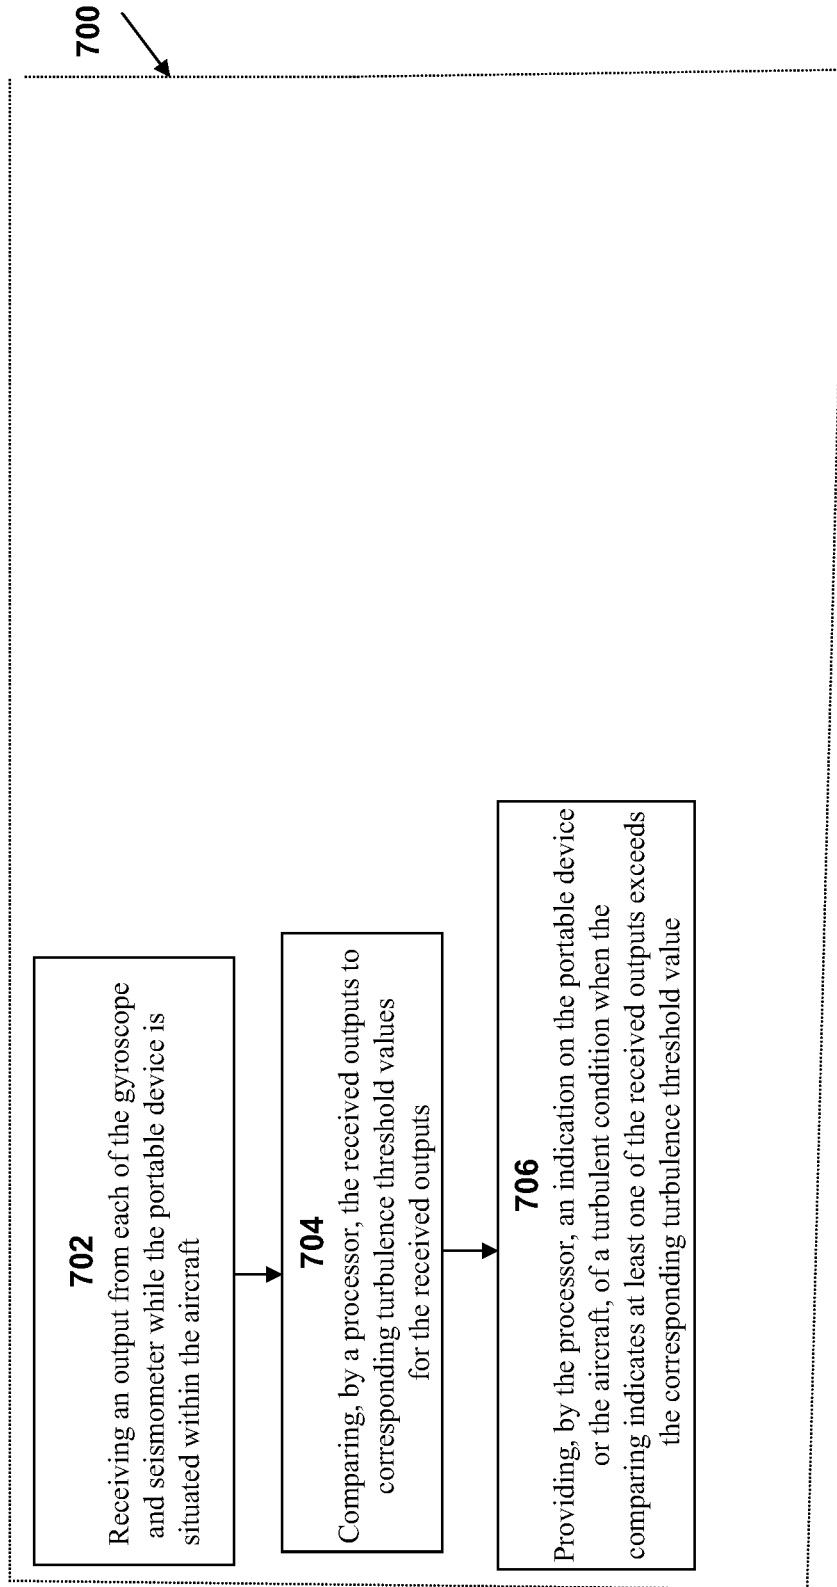 700
702
Receiving an output from each of the gyroscope
and seismometer while the portable device is
situated within the aircraft
704
Comparing, by a processor, the received outputs to
corresponding turbulence threshold values
for the received outputs
706
Providing, by the processor, an indication on the portable device
or the aircraft, of a turbulent condition when the
comparing indicates at least one of the received outputs exceeds
the corresponding turbulence threshold value